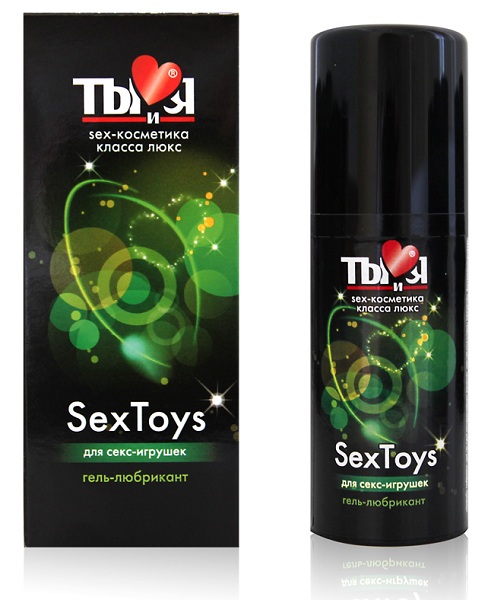 ТЫ и Я®
sex-косметика
класса люкс
SexToys
для секс-игрушек
гель-любрикант
ТЫ и Я
sex-косметика
класса люкс
SexToys
для секс-игрушек
гель-любрикант